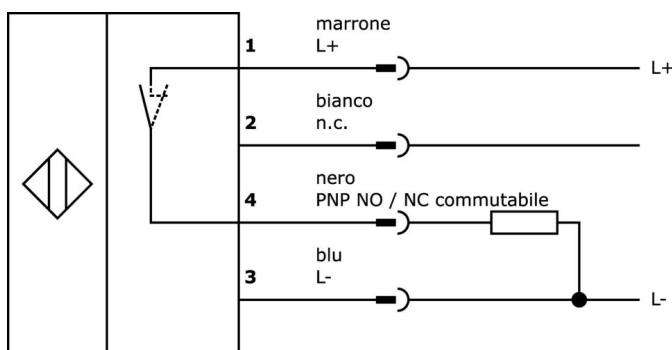 marrone
1 L+ L+
bianco
2 n.c.
nero
4 PNP NO / NC commutabile
blu
3 L- L-